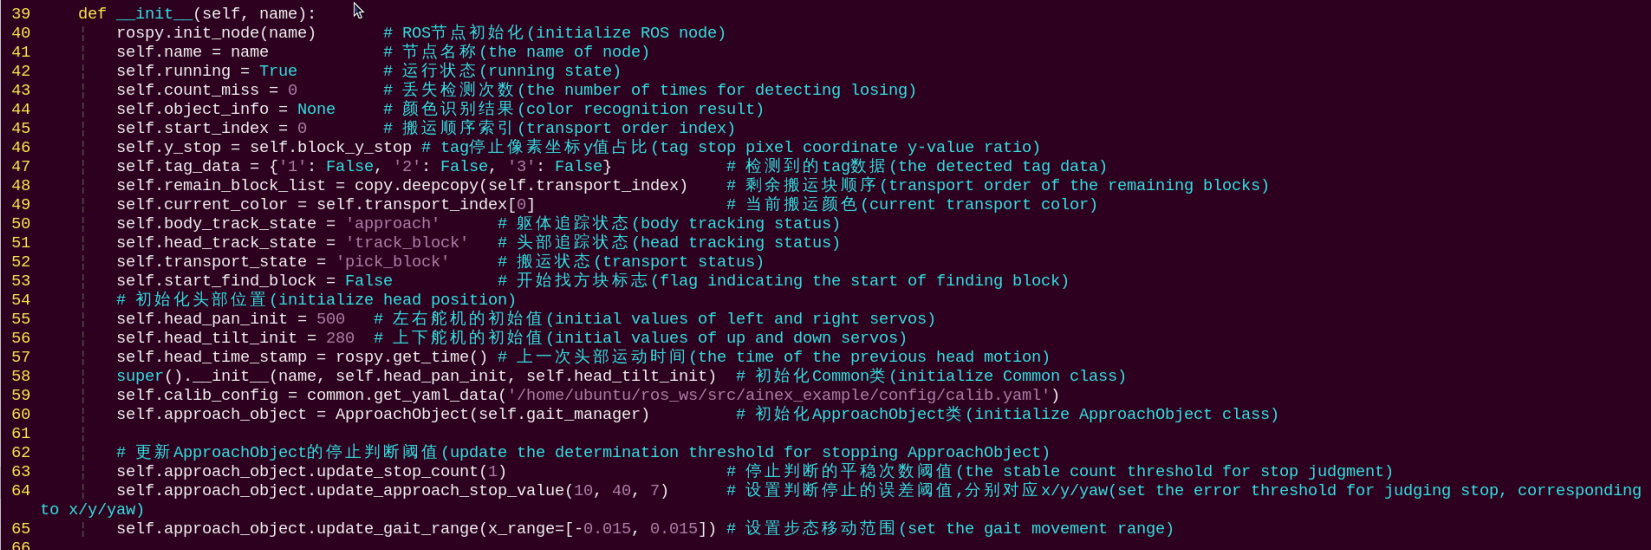 39     def __init__(self, name):
40         rospy.init_node(name)       # ROS节点初始化(initialize ROS node)
41         self.name = name            # 节点名称(the name of node)
42         self.running = True         # 运行状态(running state)
43         self.count_miss = 0         # 丢失检测次数(the number of times for detecting losing)
44         self.object_info = None     # 颜色识别结果(color recognition result)
45         self.start_index = 0        # 搬运顺序索引(transport order index)
46         self.y_stop = self.block_y_stop # tag停止像素坐标y值占比(tag stop pixel coordinate y-value ratio)
47         self.tag_data = {'1': False, '2': False, '3': False}            # 检测到的tag数据(the detected tag data)
48         self.remain_block_list = copy.deepcopy(self.transport_index)    # 剩余搬运块顺序(transport order of the remaining blocks)
49         self.current_color = self.transport_index[0]                    # 当前搬运颜色(current transport color)
50         self.body_track_state = 'approach'      # 躯体追踪状态(body tracking status)
51         self.head_track_state = 'track_block'   # 头部追踪状态(head tracking status)
52         self.transport_state = 'pick_block'     # 搬运状态(transport status)
53         self.start_find_block = False           # 开始找方块标志(flag indicating the start of finding block)
54         # 初始化头部位置(initialize head position)
55         self.head_pan_init = 500   # 左右舵机的初始值(initial values of left and right servos)
56         self.head_tilt_init = 280  # 上下舵机的初始值(initial values of up and down servos)
57         self.head_time_stamp = rospy.get_time() # 上一次头部运动时间(the time of the previous head motion)
58         super().__init__(name, self.head_pan_init, self.head_tilt_init)  # 初始化Common类(initialize Common class)
59         self.calib_config = common.get_yaml_data('/home/ubuntu/ros_ws/src/ainex_example/config/calib.yaml')
60         self.approach_object = ApproachObject(self.gait_manager)         # 初始化ApproachObject类(initialize ApproachObject class)
61
62         # 更新ApproachObject的停止判断阈值(update the determination threshold for stopping ApproachObject)
63         self.approach_object.update_stop_count(1)                       # 停止判断的平稳次数阈值(the stable count threshold for stop judgment)
64         self.approach_object.update_approach_stop_value(10, 40, 7)      # 设置判断停止的误差阈值,分别对应x/y/yaw(set the error threshold for judging stop, corresponding
to x/y/yaw)
65         self.approach_object.update_gait_range(x_range=[-0.015, 0.015]) # 设置步态移动范围(set the gait movement range)
66